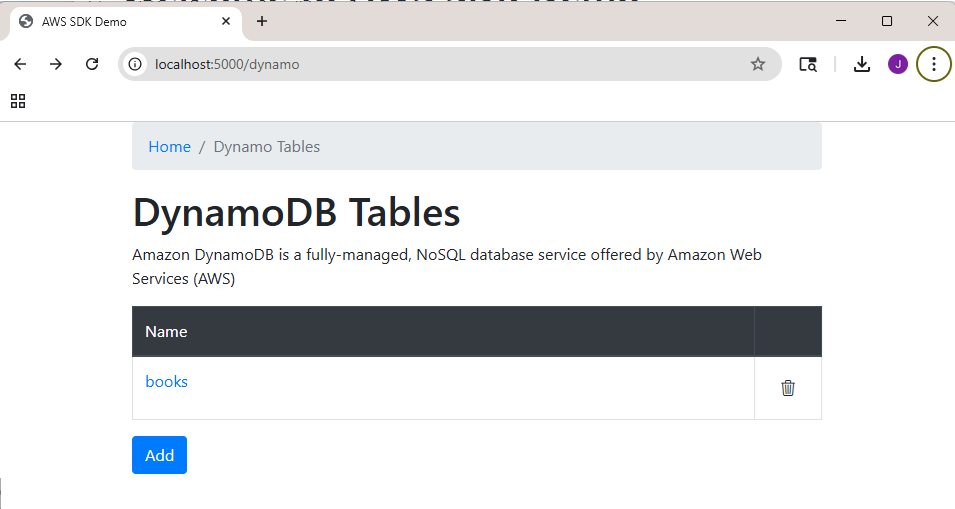 AWS SDK Demo
localhost:5000/dynamo
J
Home / Dynamo Tables
DynamoDB Tables
Amazon DynamoDB is a fully-managed, NoSQL database service offered by Amazon Web
Services (AWS)
Name
books
Add